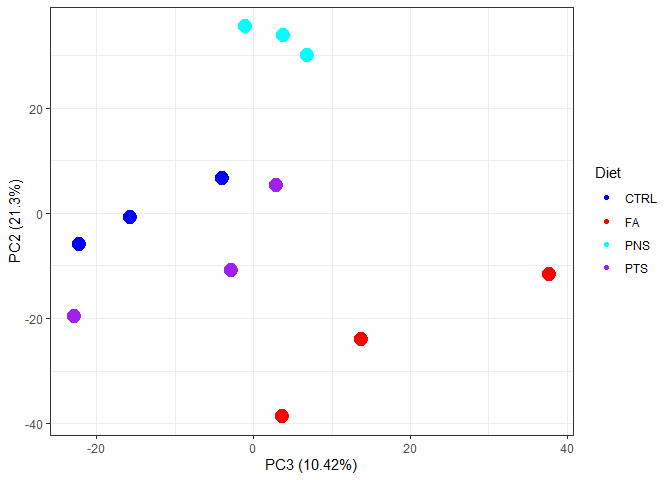 PC2 (21.3%)
20
0
-20
-40
-20
0
20
40
PC3 (10.42%)
Diet
CTRL
FA
PNS
PTS